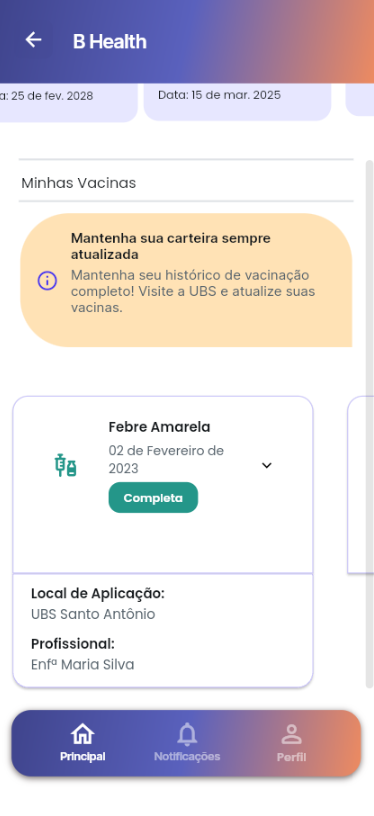 B Health
a: 25 de fev. 2028
Data: 15 de mar. 2025
Minhas Vacinas
Mantenha sua carteira sempre
atualizada
Mantenha seu histórico de vacinação
completo! Visite a UBS e atualize suas
vacinas.
Febre Amarela
02 de Fevereiro de
2023
Completa
Local de Aplicação:
UBS Santo Antônio
Profissional:
Enfª Maria Silva
Principal
Notificações
Perfil